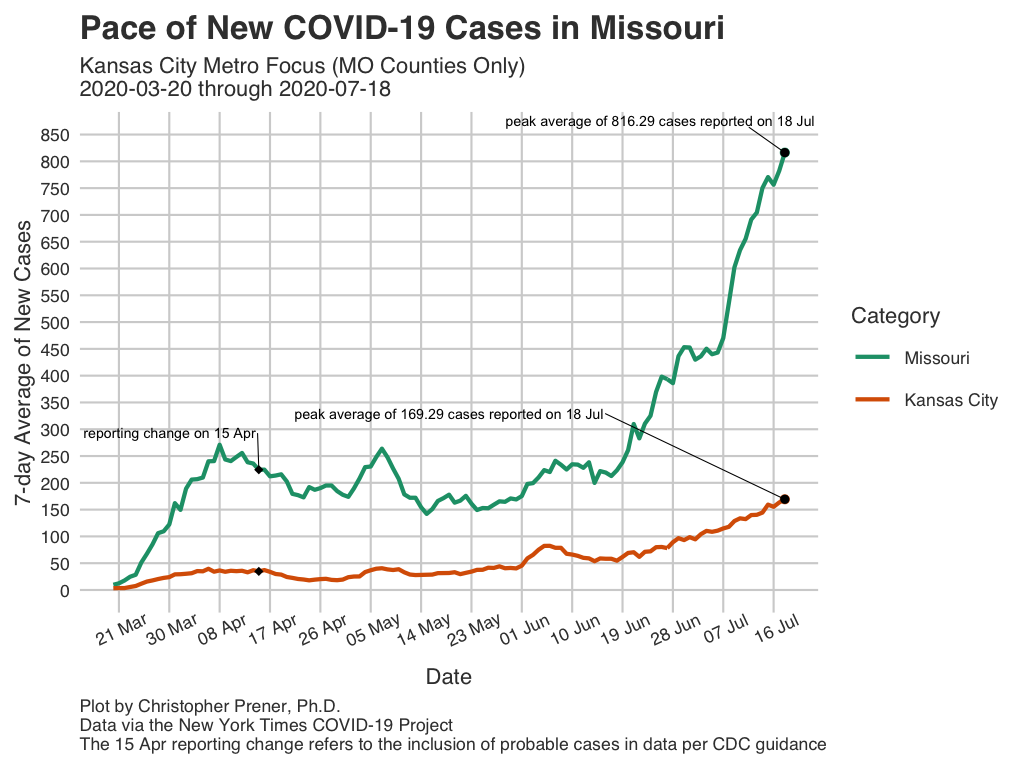 Pace of New COVID-19 Cases in Missouri
Kansas City Metro Focus (MO Counties Only)
2020-03-20 through 2020-07-18
peak average of 816.29 cases reported on 18 Jul
850
800
750
700
650
600
550
500
450
400
350
300
250
200
150
100
50
0
7-day Average of New Cases
peak average of 169.29 cases reported on 18 Jul
reporting change on 15 Apr
Category
Missouri
Kansas City
21 Mar
30 Mar
08 Apr
17 Apr
26 Apr
05 May
14 May
23 May
01 Jun
10 Jun
19 Jun
28 Jun
07 Jul
16 Jul
Date
Plot by Christopher Prener, Ph.D.
Data via the New York Times COVID-19 Project
The 15 Apr reporting change refers to the inclusion of probable cases in data per CDC guidance